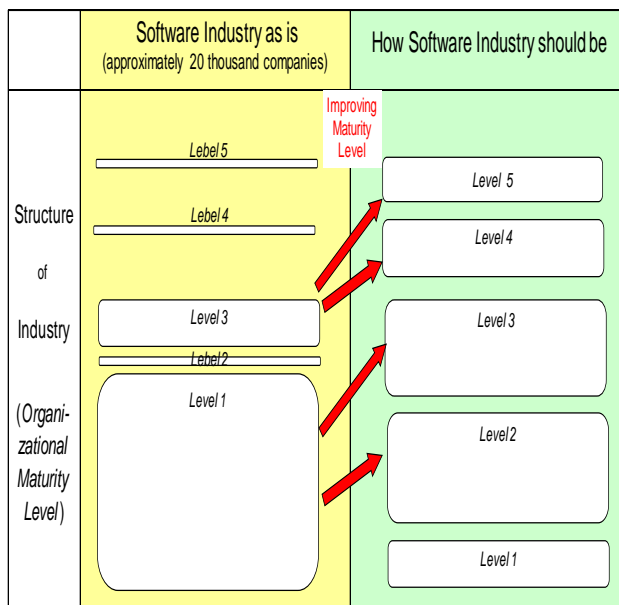 Software Industry as is
(approximately 20 thousand companies)
How Software Industry should be
Structure
of
Industry
(Organi-
zational
Maturity
Level)
Lebel 5
Lebel 4
Level 3
Lebel 2
Level 1
Improving
Maturity
Level
Level 5
Level 4
Level 3
Level 2
Level 1